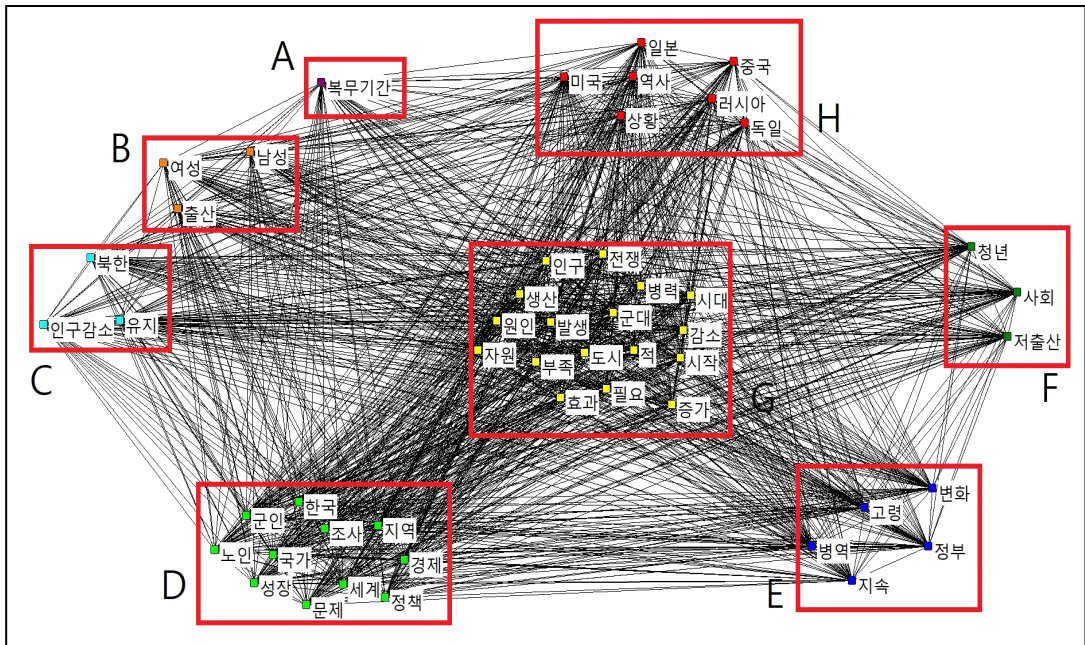 A
복무기간
B
여성
남성
출산
C
북한
인구감소
유지
D
한국
군인
조사
지역
노인
국가
경제
성장
세계
정책
문제
E
변화
고령
병역
정부
지속
F
청년
사회
저출산
G
인구
전쟁
생산
병력
시대
원인
발생
군대
감소
자원
부족
도시
적
시작
효과
필요
증가
H
일본
중국
미국
역사
러시아
상황
독일